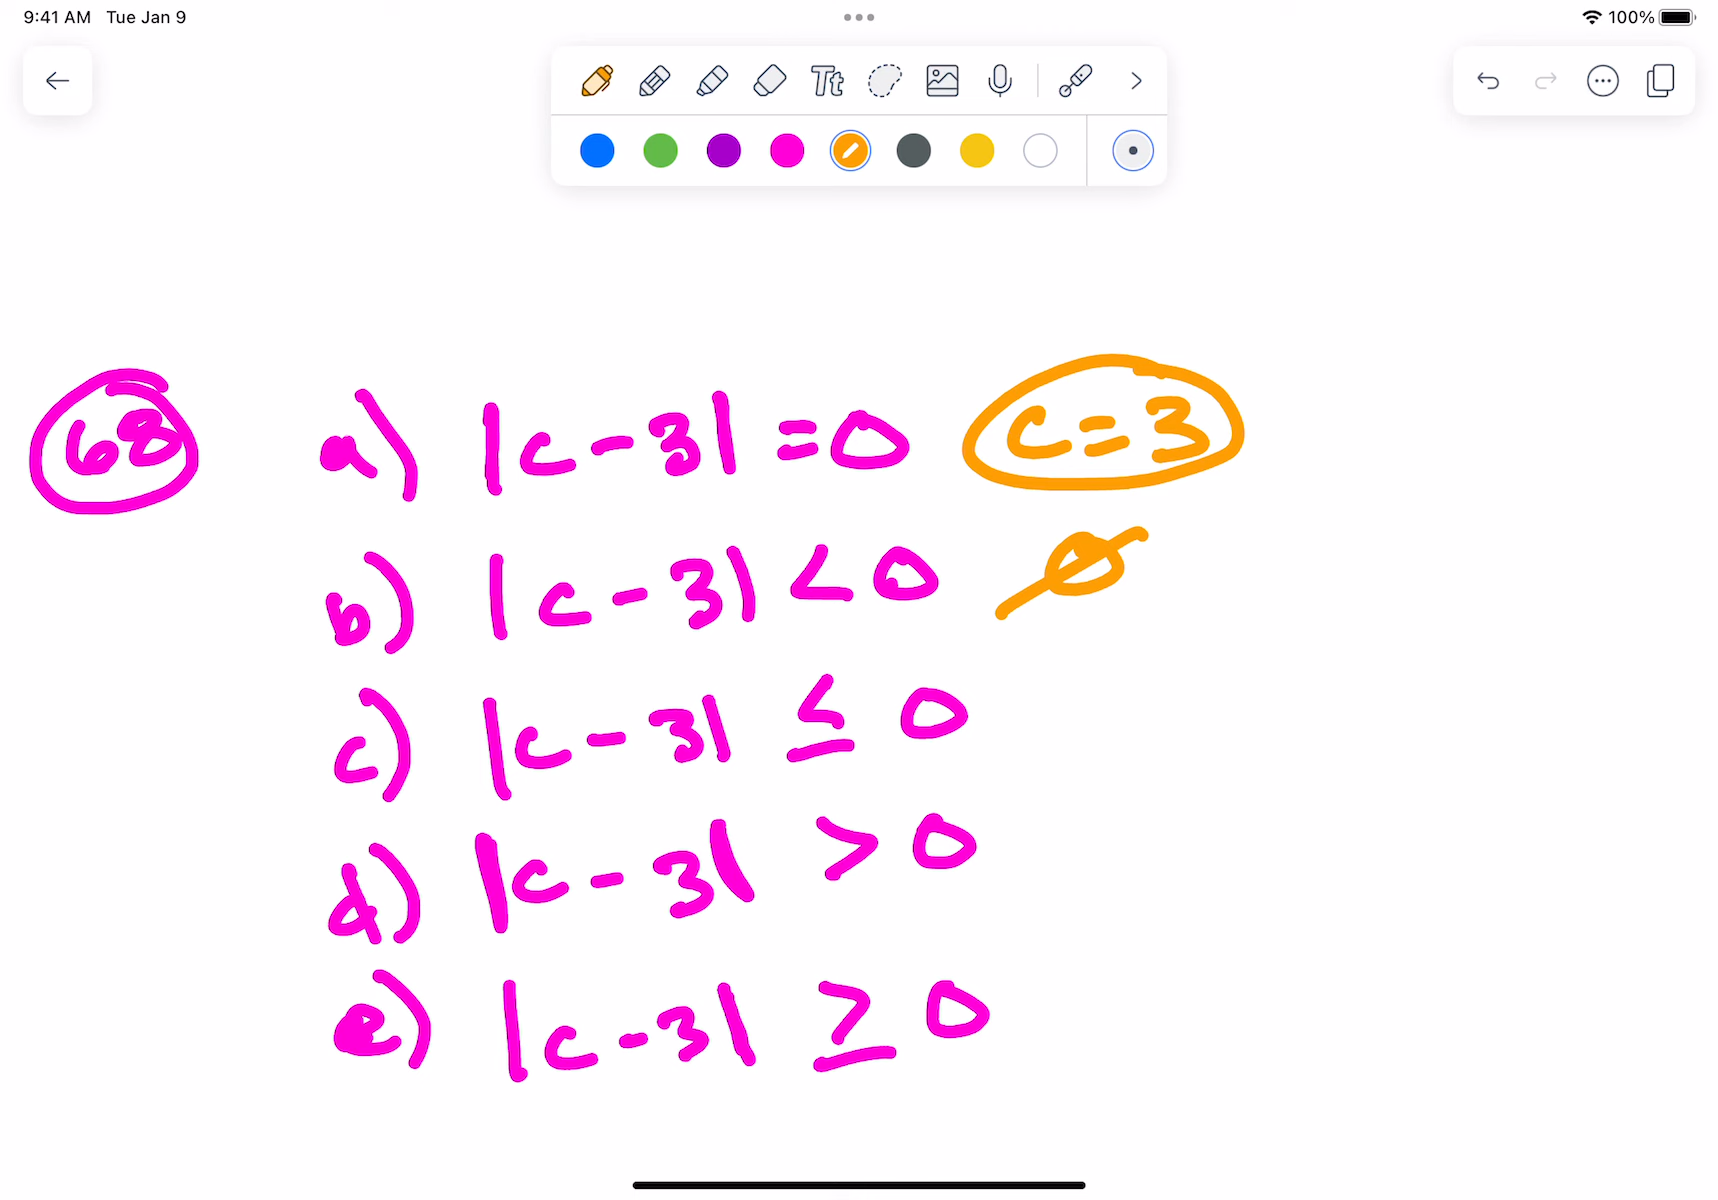 9:41 AM Tue Jan 9 100%
Tt
68 a) |c-3| =0 c=3
b) |c-3| <0 ∅
c) |c-3| ≤ 0
d) |c-3| > 0
e) |c-3| ≥ 0